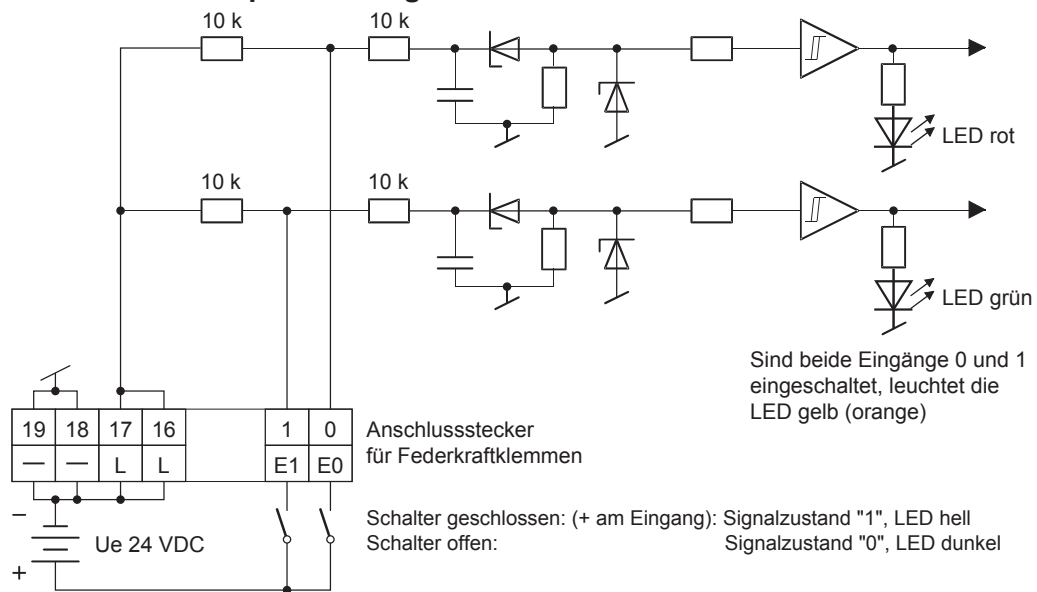 10 k
10 k
LED rot
10 k
10 k
LED grün
Sind beide Eingänge 0 und 1
eingeschaltet, leuchtet die
LED gelb (orange)
19 18 17 16 1 0
— — L L E1 E0
Anschlussstecker
für Federkraftklemmen
– 
+
Ue 24 VDC
Schalter geschlossen: (+ am Eingang): Signalzustand "1", LED hell
Schalter offen: Signalzustand "0", LED dunkel